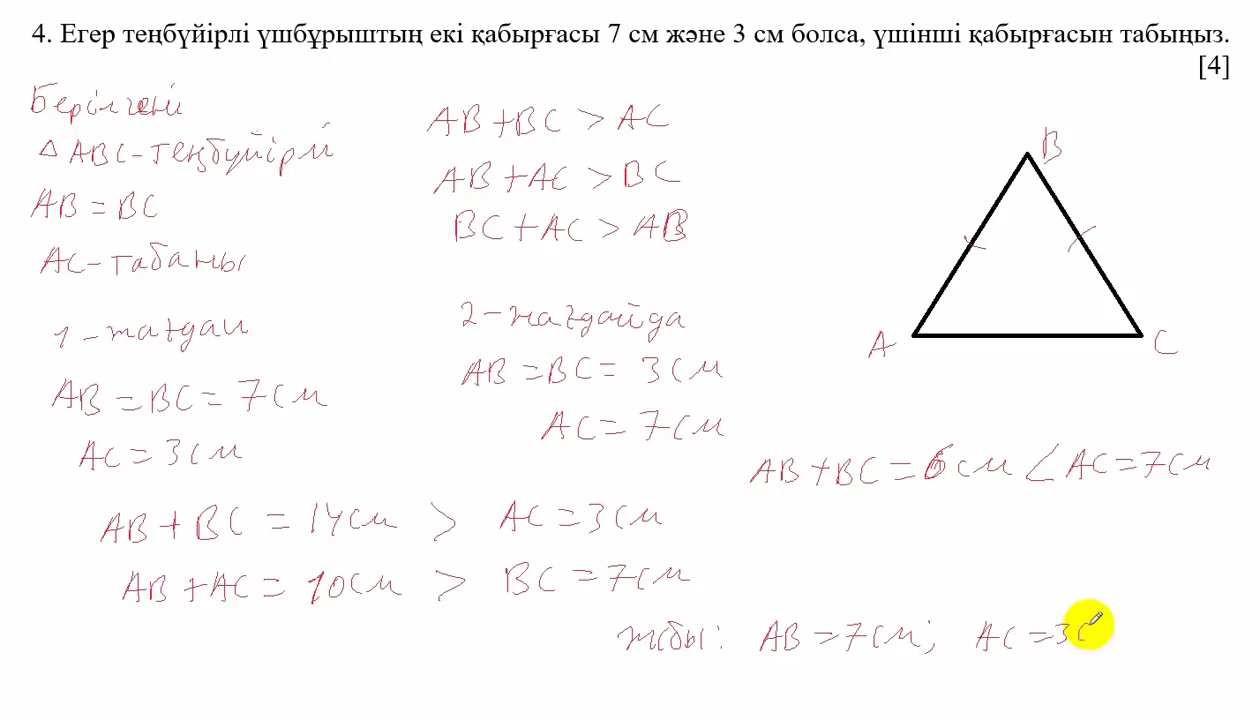 4. Егер теңбүйірлі үшбұрыштың екі қабырғасы 7 см және 3 см болса, үшінші қабырғасын табыңыз.
[4]
Берілгені
Δ ABC-теңбүйірлі
AB = BC
AC-табаны
AB + BC > AC
AB + AC > BC
BC + AC > AB
B
A
C
1-жағдай
AB = BC = 7см
AC = 3см
2-жағдайда
AB = BC = 3см
AC = 7см
AB + BC = 6см < AC = 7см
AB + BC = 14см > AC = 3см
AB + AC = 10см > BC = 7см
жбы: AB = 7см; AC = 3с